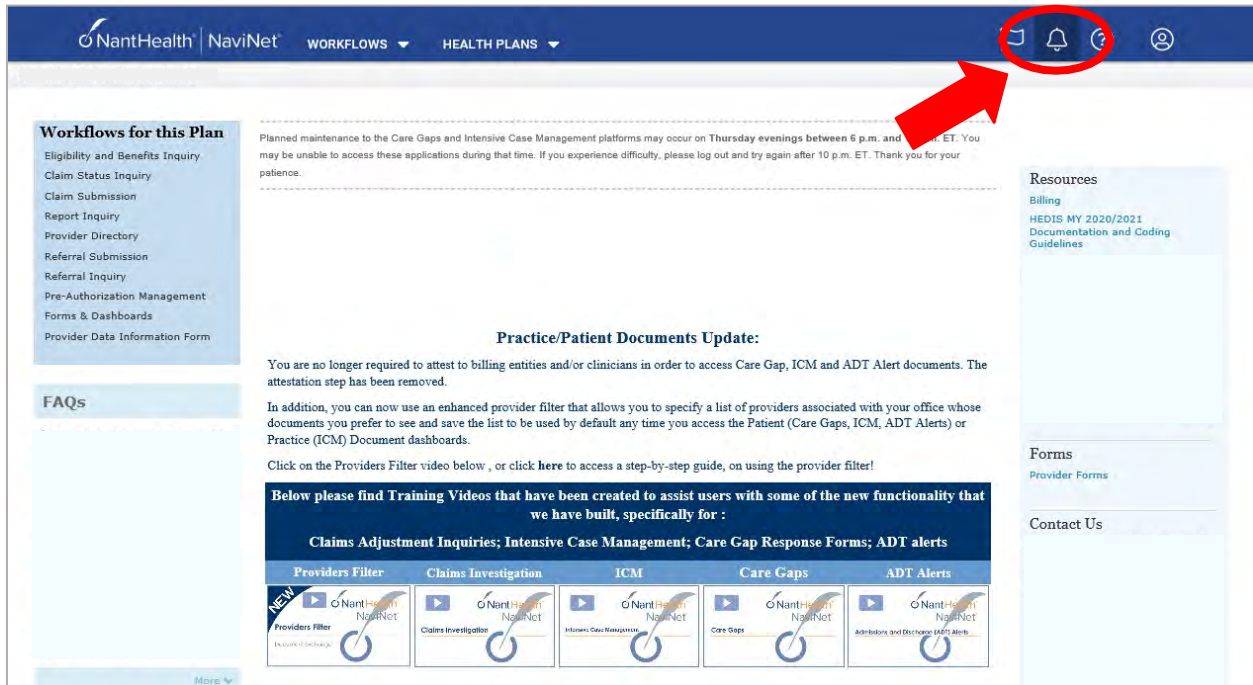 NantHealth® | NaviNet®
WORKFLOWS
HEALTH PLANS
Workflows for this Plan
Eligibility and Benefits Inquiry
Claim Status Inquiry
Claim Submission
Report Inquiry
Provider Directory
Referral Submission
Referral Inquiry
Pre-Authorization Management
Forms & Dashboards
Provider Data Information Form
FAQs
More
Planned maintenance to the Care Gaps and Intensive Case Management platforms may occur on Thursday evenings between 6 p.m. and ET. You
may be unable to access these applications during that time. If you experience difficulty, please log out and try again after 10 p.m. ET. Thank you for your
patience.
Practice/Patient Documents Update:
You are no longer required to attest to billing entities and/or clinicians in order to access Care Gap, ICM and ADT Alert documents. The
attestation step has been removed.
In addition, you can now use an enhanced provider filter that allows you to specify a list of providers associated with your office whose
documents you prefer to see and save the list to be used by default any time you access the Patient (Care Gaps, ICM, ADT Alerts) or
Practice (ICM) Document dashboards.
Click on the Providers Filter video below , or click here to access a step-by-step guide, on using the provider filter!
Below please find Training Videos that have been created to assist users with some of the new functionality that
we have built, specifically for :
Claims Adjustment Inquiries; Intensive Case Management; Care Gap Response Forms; ADT alerts
Providers Filter
Claims Investigation
ICM
Care Gaps
ADT Alerts
NEW
NantHealth
NaviNet
Providers Filter
NantHealth
NaviNet
Claims Investigation
NantHealth
NaviNet
Intensive Case Management
NantHealth
NaviNet
Care Gaps
NantHealth
NaviNet
Admissions and Discharge (ADT) Alerts
Resources
Billing
HEDIS MY 2020/2021
Documentation and Coding
Guidelines
Forms
Provider Forms
Contact Us